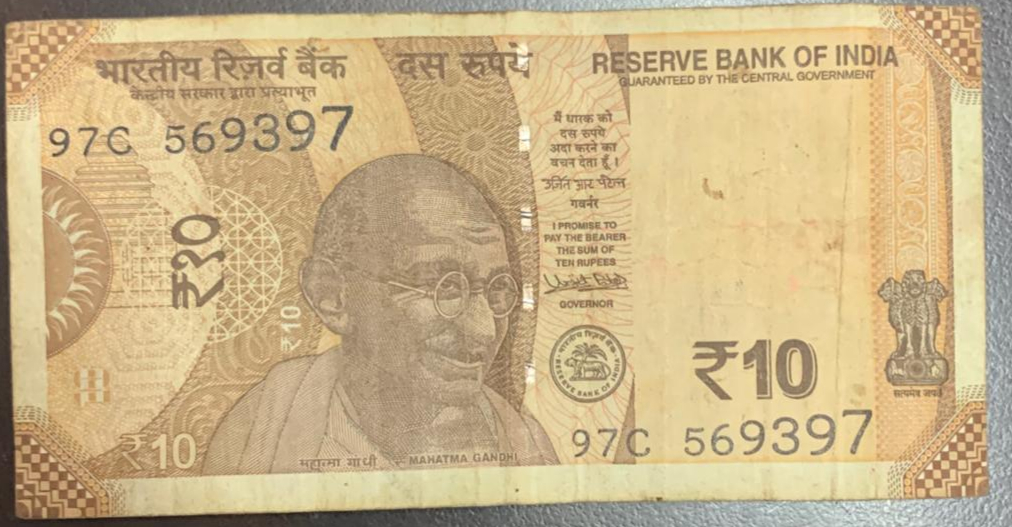 भारतीय रिज़र्व बैंक
केन्द्रीय सरकार द्वारा प्रत्याभूत
97C 569397
दस रुपये
RESERVE BANK OF INDIA
GUARANTEED BY THE CENTRAL GOVERNMENT
मैं धारक को
दस रुपये
अदा करने का
वचन देता हूँ।
उर्जित आर पटेल
गवर्नर
I PROMISE TO
PAY THE BEARER
THE SUM OF
TEN RUPEES
GOVERNOR
₹१०
₹10
भारतीय रिज़र्व बैंक
RESERVE BANK OF INDIA
₹10
सत्यमेव जयते
₹10
महात्मा गांधी
MAHATMA GANDHI
97C 569397